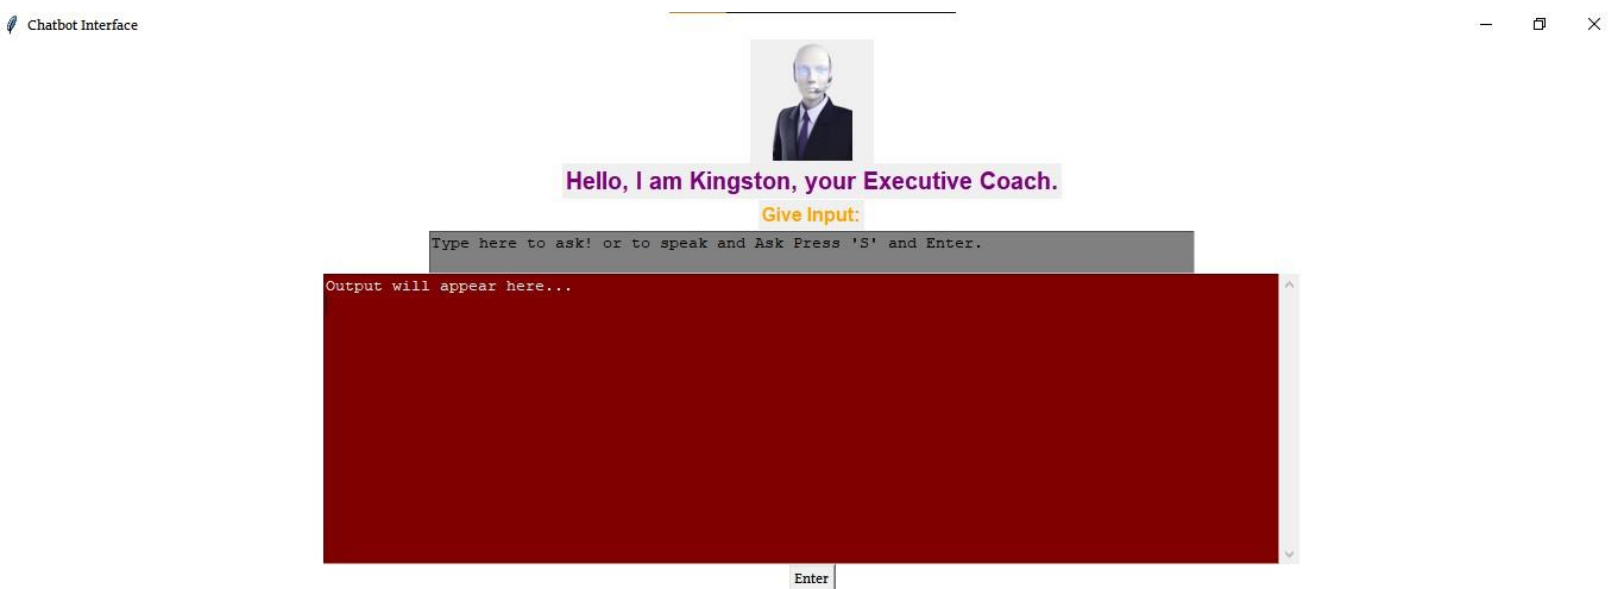 Chatbot Interface
Hello, I am Kingston, your Executive Coach.
Give Input:
Type here to ask! or to speak and Ask Press 'S' and Enter.
Output will appear here...
Enter